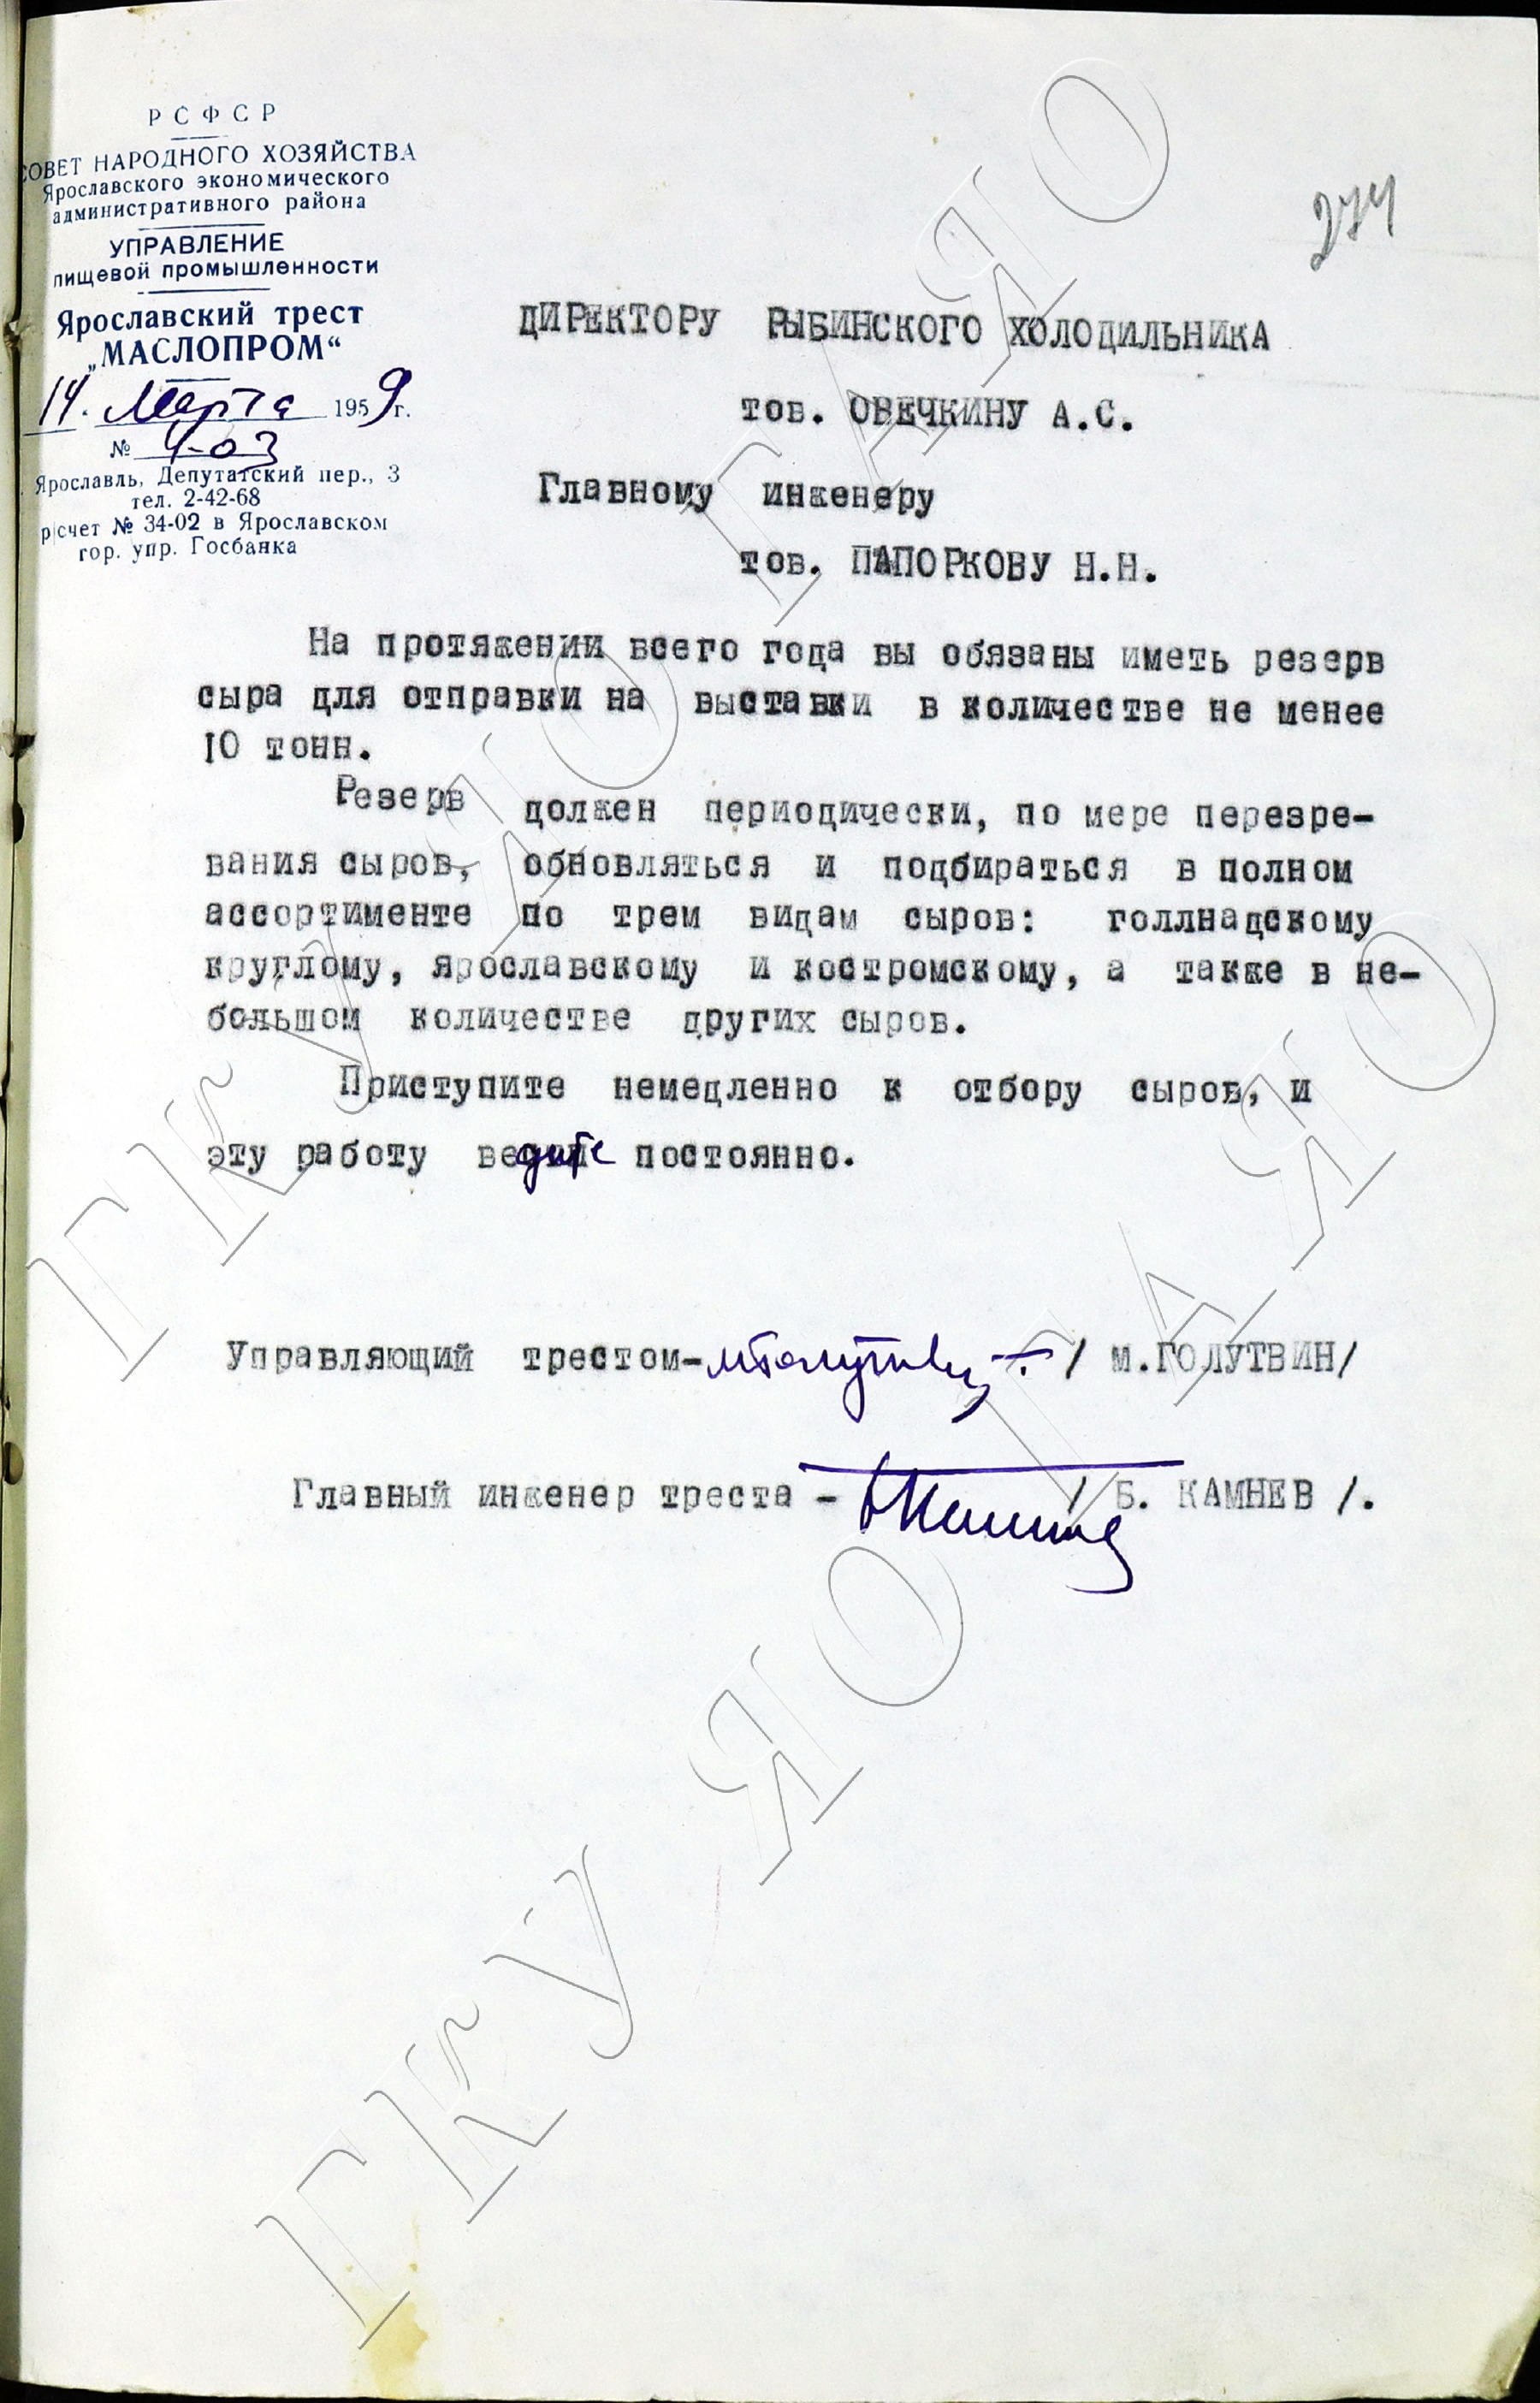 РСФСР
СОВЕТ НАРОДНОГО ХОЗЯЙСТВА
Ярославского экономического
административного района
УПРАВЛЕНИЕ
пищевой промышленности
Ярославский трест
„МАСЛОПРОМ“
14. Марта 1959г.
№ 4-03
Ярославль, Депутатский пер., 3
тел. 2-42-68
р/счет № 34-02 в Ярославском
гор. упр. Госбанка
274
ДИРЕКТОРУ РЫБИНСКОГО ХОЛОДИЛЬНИКА
тов. ОВЕЧКИНУ А.С.
Главному инженеру
тов. ПАПОРКОВУ Н.Н.
На протяжении всего года вы обязаны иметь резерв
сыра для отправки на выставки в количестве не менее
10 тонн.
Резерв должен периодически, по мере перезре-
вания сыров, обновляться и подбираться в полном
ассортименте по трем видам сыров: голлнадскому
круглому, ярославскому и костромскому, а также в не-
большом количестве других сыров.
Приступите немедленно к отбору сыров, и
эту работу ведите постоянно.
Управляющий трестом- / М.ГОЛУТВИН/
Главный инженер треста - / Б. КАМНЕВ /.
ГКУ ЯО ГАЯО
ГКУ ЯО ГАЯО